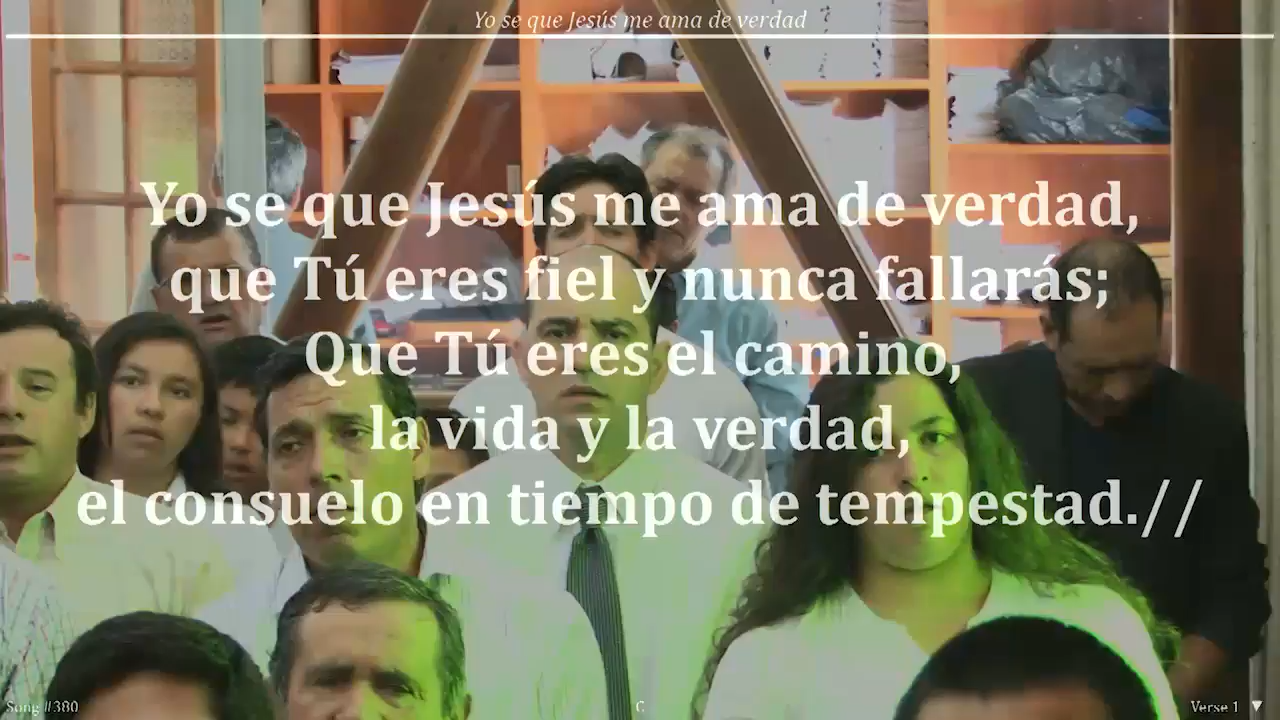 Yo se que Jesús me ama de verdad
Yo se que Jesús me ama de verdad,
que Tú eres fiel y nunca fallarás;
Que Tú eres el camino,
la vida y la verdad,
el consuelo en tiempo de tempestad.//
Song #380
C
Verse 1 ▼